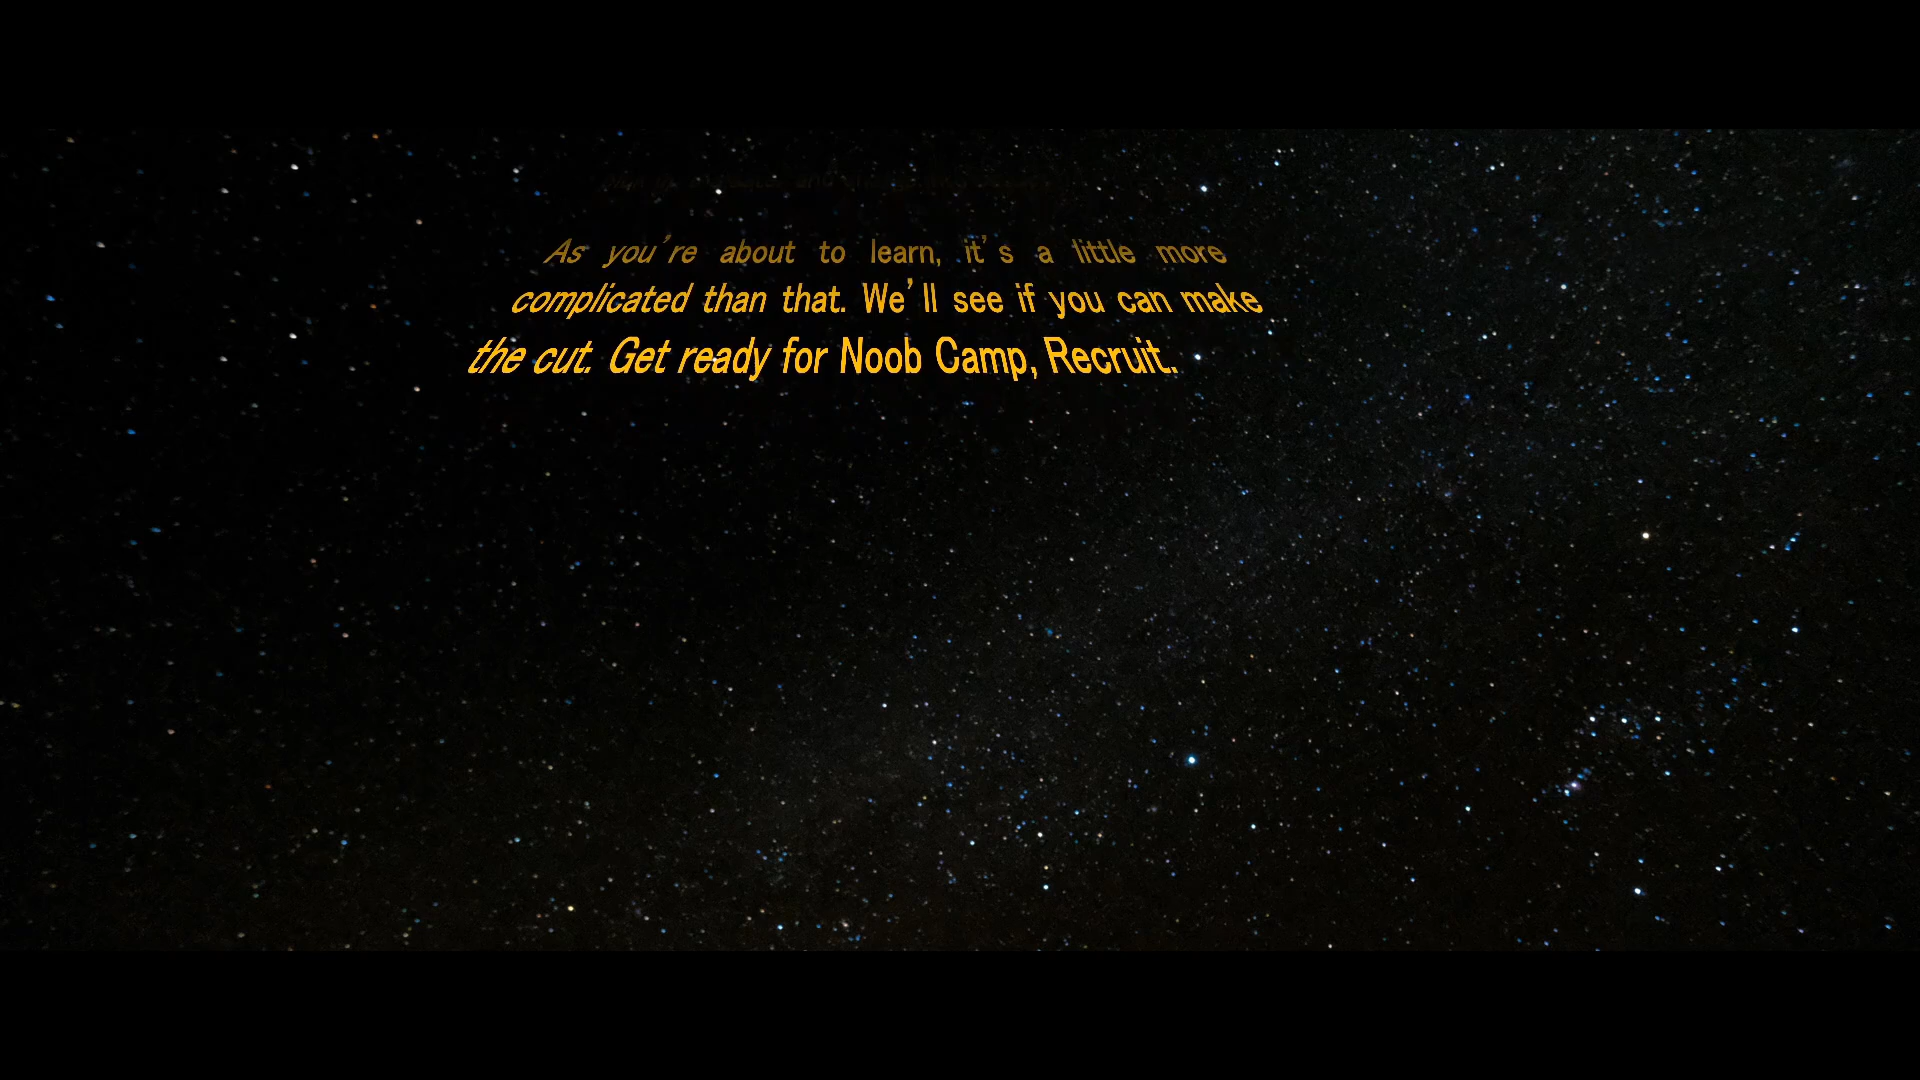 As you're about to learn, it's a little more
complicated than that. We'll see if you can make
the cut. Get ready for Noob Camp, Recruit.